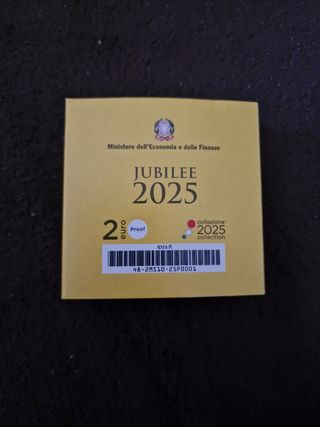 Ministero dell'Economia e delle Finanze
JUBILEE
2025
2 euro Proof
collezione
2025
collection
ipzs.it
48-2MS10-25P0001